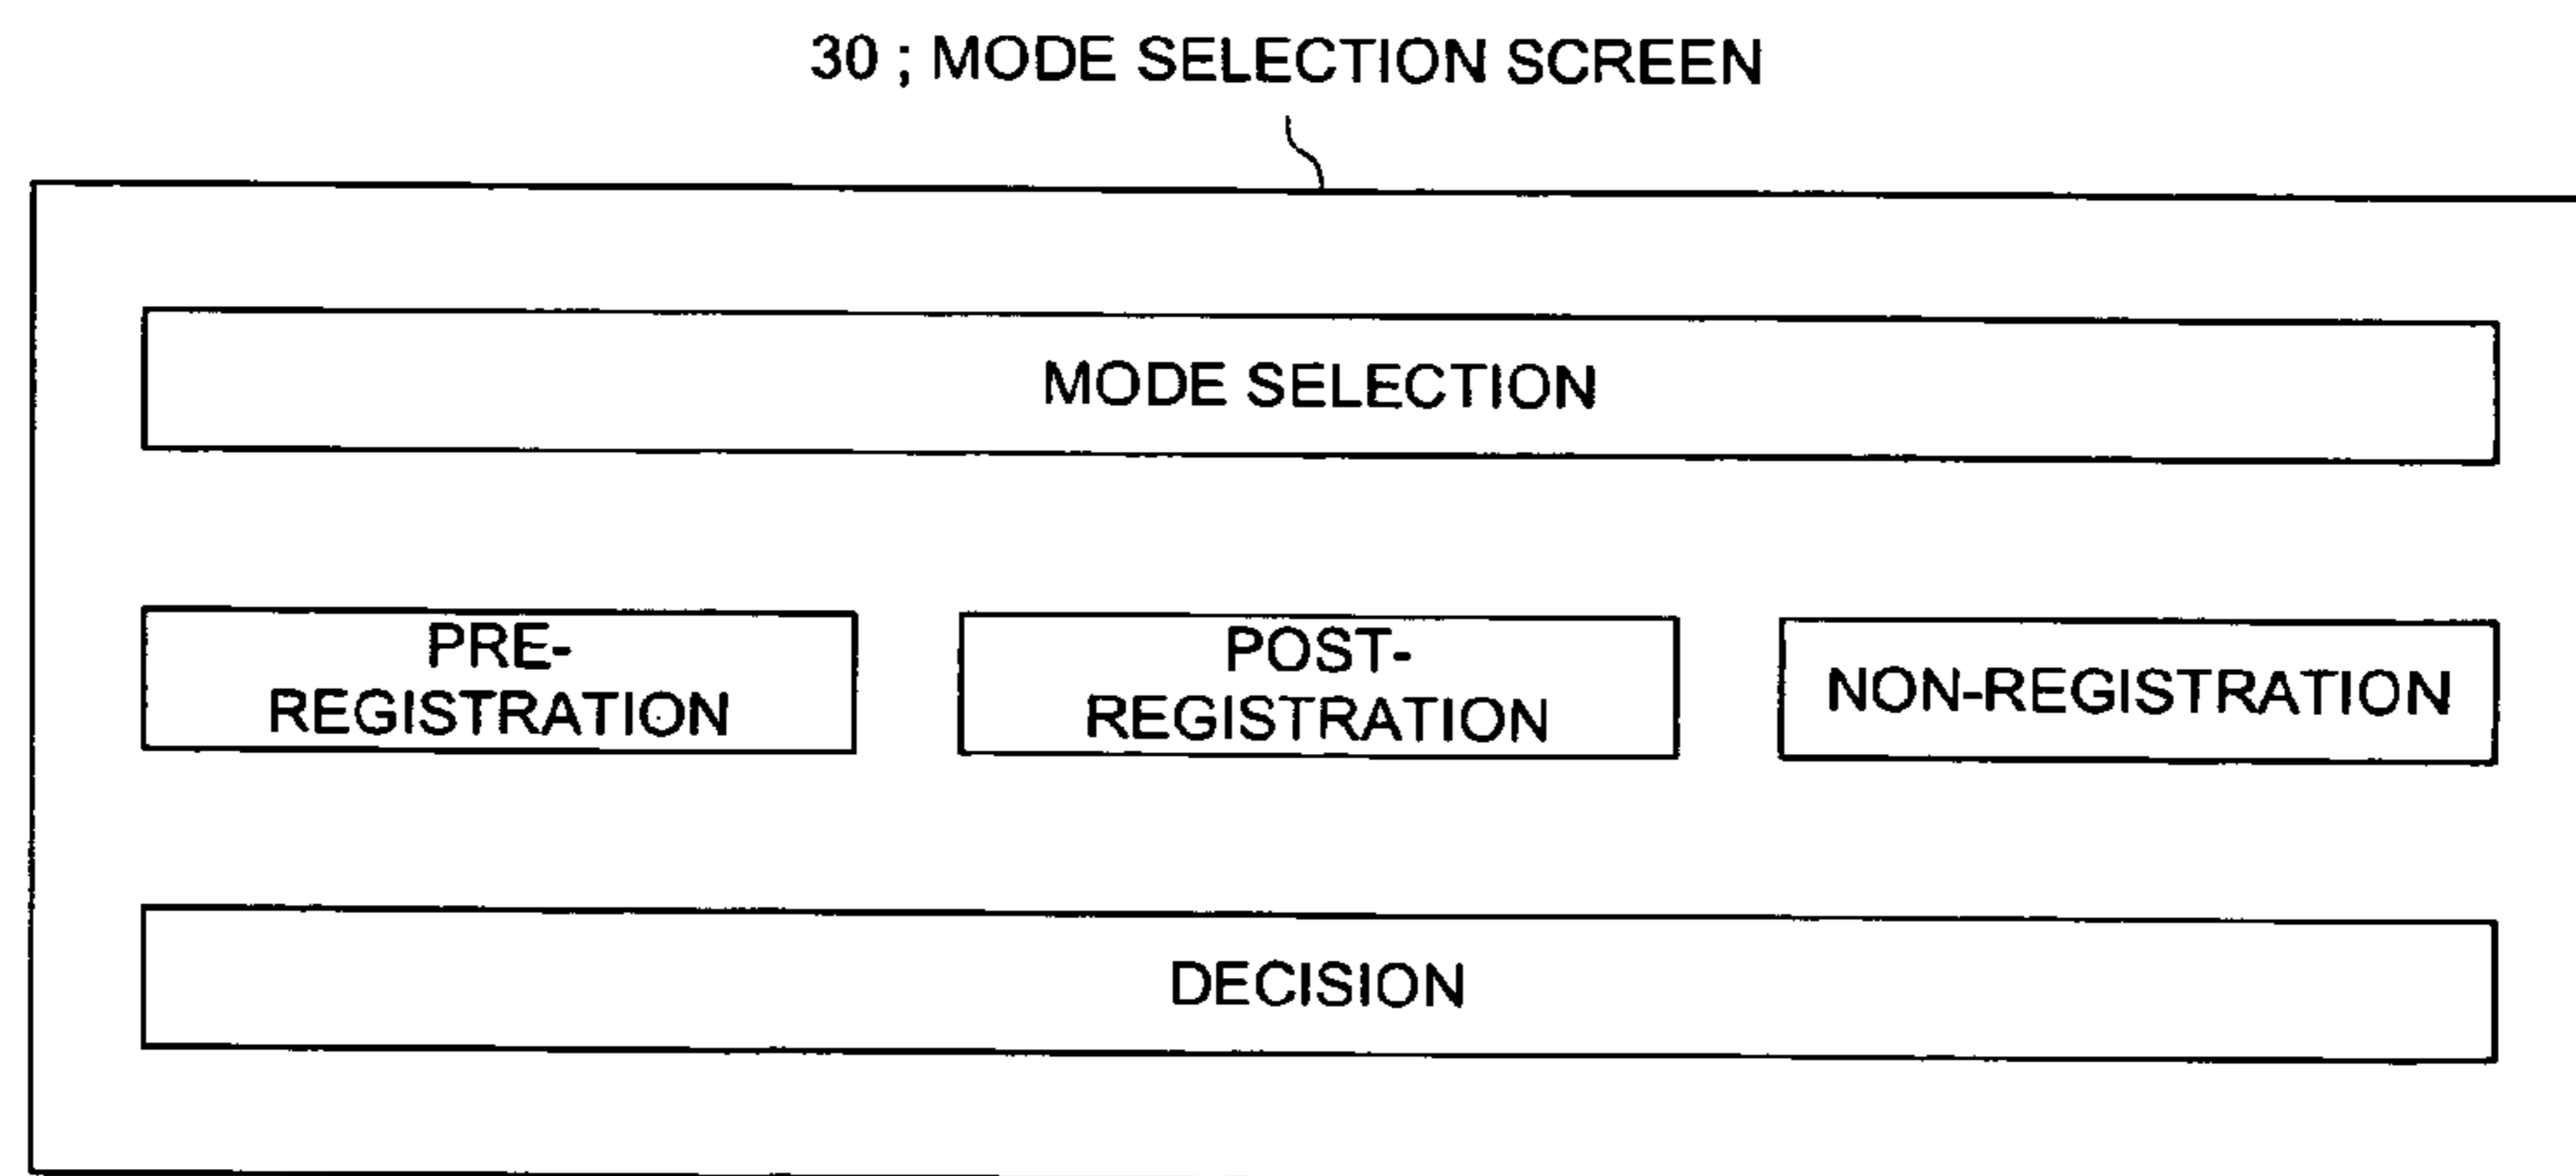 30 ; MODE SELECTION SCREEN
MODE SELECTION
PRE-
REGISTRATION
POST-
REGISTRATION
NON-REGISTRATION
DECISION